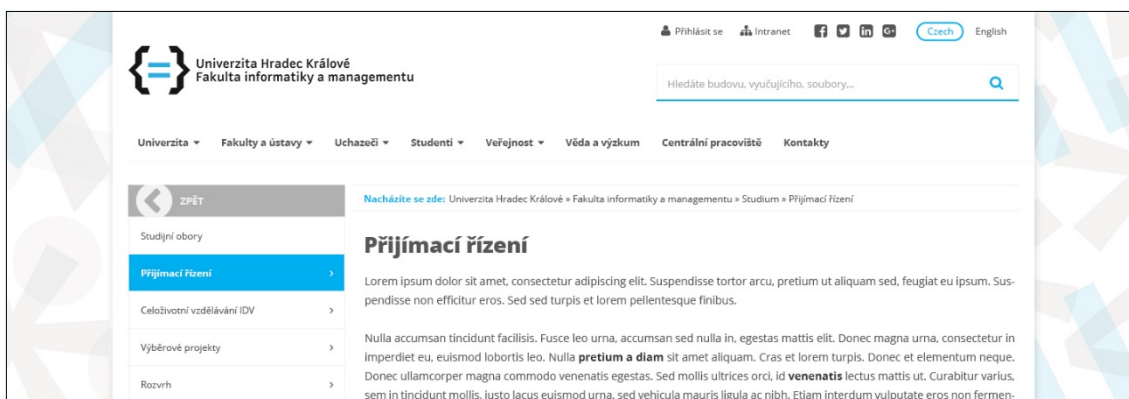 Přihlásit se Intranet Czech English
Univerzita Hradec Králové
Fakulta informatiky a managementu
Hledáte budovu, vyučujícího, soubory...
Univerzita Fakulty a ústavy Uchazeči Studenti Veřejnost Věda a výzkum Centrální pracoviště Kontakty
ZPĚT
Studijní obory
Přijímací řízení
Celoživotní vzdělávání IDV
Výběrové projekty
Rozvrh
Nacházíte se zde: Univerzita Hradec Králové » Fakulta informatiky a managementu » Studium » Přijímací řízení
Přijímací řízení
Lorem ipsum dolor sit amet, consectetur adipiscing elit. Suspendisse tortor arcu, pretium ut aliquam sed, feugiat eu ipsum. Sus-
pendisse non efficitur eros. Sed sed turpis et lorem pellentesque finibus.
Nulla accumsan tincidunt facilisis. Fusce leo urna, accumsan sed nulla in, egestas mattis elit. Donec magna urna, consectetur in
imperdiet eu, euismod lobortis leo. Nulla pretium a diam sit amet aliquam. Cras et lorem turpis. Donec et elementum neque.
Donec ullamcorper magna commodo venenatis egestas. Sed mollis ultrices orci, id venenatis lectus mattis ut. Curabitur varius,
sem in tincidunt mollis, justo lacus euismod urna, sed vehicula mauris ligula ac nibh. Etiam interdum vulputate eros non fermen-